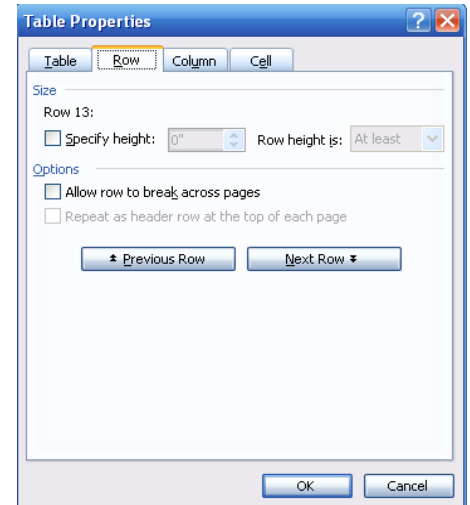 Table Properties
Table Row Column Cell
Size
Row 13:
Specify height: 0" Row height is: At least
Options
Allow row to break across pages
Repeat as header row at the top of each page
Previous Row Next Row
OK Cancel